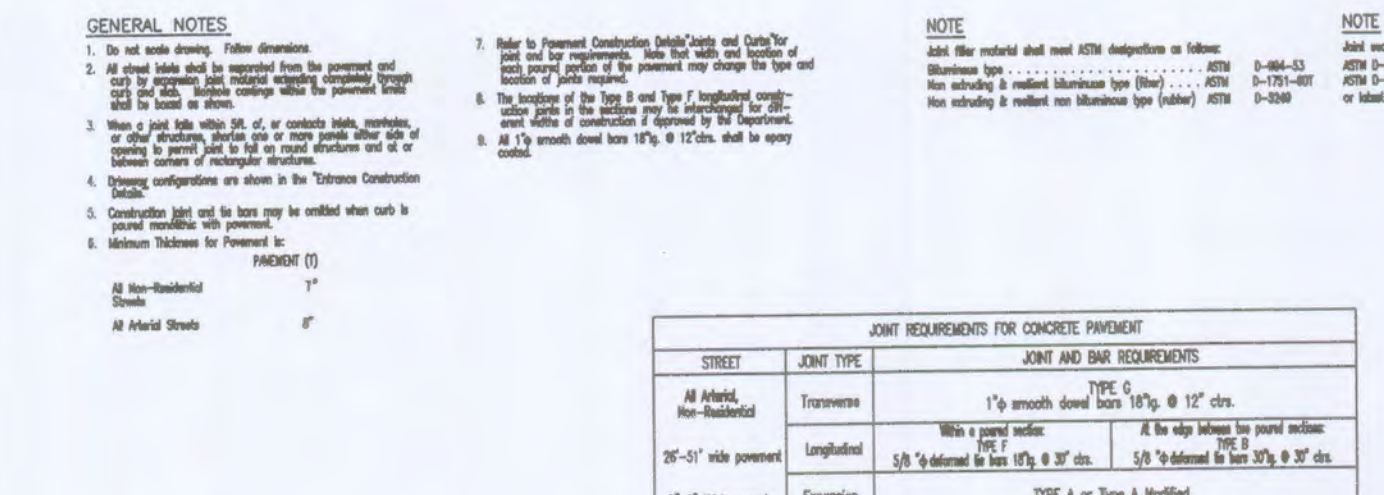 GENERAL NOTES
1. Do not scale drawing. Follow dimensions.
2. All street inlets shall be separated from the pavement and
curb by expansion joint material extending completely through
curb and slab. Manhole castings within the pavement limits
shall be boxed as shown.
3. When a joint falls within 5ft. of, or contacts inlets, manholes,
or other structures, shorten one or more panels either side of
opening to permit joint to fall on round structures and at or
between corners of rectangular structures.
4. Driveway configurations are shown in the "Entrance Construction
Details."
5. Construction joint and tie bars may be omitted when curb is
poured monolithic with pavement.
6. Minimum Thickness for Pavement is:
PAVEMENT (T)
All Non-Residential 7"
Streets
All Arterial Streets 8"
7. Refer to Pavement Construction Details"Joints and Curbs"for
joint and bar requirements. Note that width and location of
each poured portion of the pavement may change the type and
location of joints required.
8. The locations of the Type B and Type F longitudinal constr-
uction joints in the sections may be interchanged for diff-
erent widths of construction if approved by the Department.
9. All 1"ϕ smooth dowel bars 18"lg. @ 12"ctrs. shall be epoxy
coated.
NOTE
Joint filler material shall meet ASTM designations as follows:
Bituminous type . . . . . . . . . . . . . . . . . . . . . . . ASTM D-994-53
Non extruding & resilient bituminous type (fiber) . . . . ASTM D-1751-60T
Non extruding & resilient non bituminous type (rubber) ASTM D-3249
NOTE
Joint
ASTM D-
ASTM D-
or latest
JOINT REQUIREMENTS FOR CONCRETE PAVEMENT
STREET JOINT TYPE JOINT AND BAR REQUIREMENTS
All Arterial,
Non-Residential
Transverse
TYPE G
1"ϕ smooth dowel bars 18"lg. @ 12" ctrs.
26'-51' wide pavement
Longitudinal
Within a poured section:
TYPE F
5/8 "ϕ deformed tie bars 18"lg. @ 30" ctrs.
At the edge between two poured sections:
TYPE B
5/8 "ϕ deformed tie bars 30"lg. @ 30" ctrs.
Expansion
TYPE A or Type A Modified